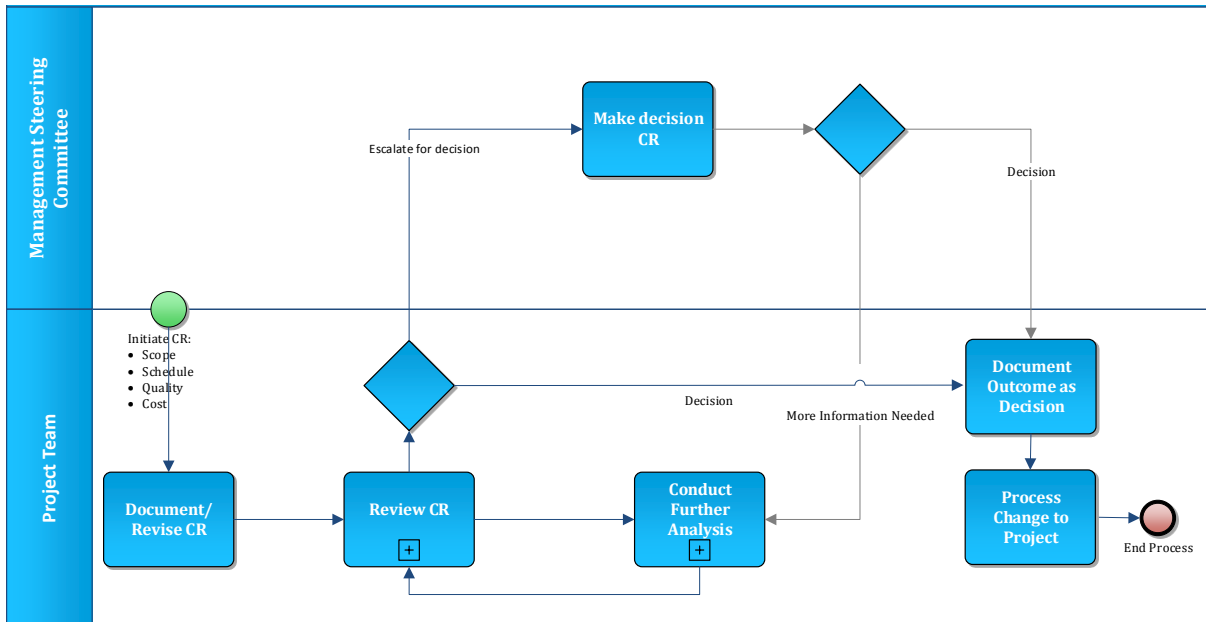 Management Steering
Committee
Make decision
CR
Escalate for decision
Decision
Project Team
Initiate CR:
• Scope
• Schedule
• Quality
• Cost
Document
Outcome as
Decision
Decision
More Information Needed
Document/
Revise CR
Review CR
Conduct
Further
Analysis
Process
Change to
Project
End Process